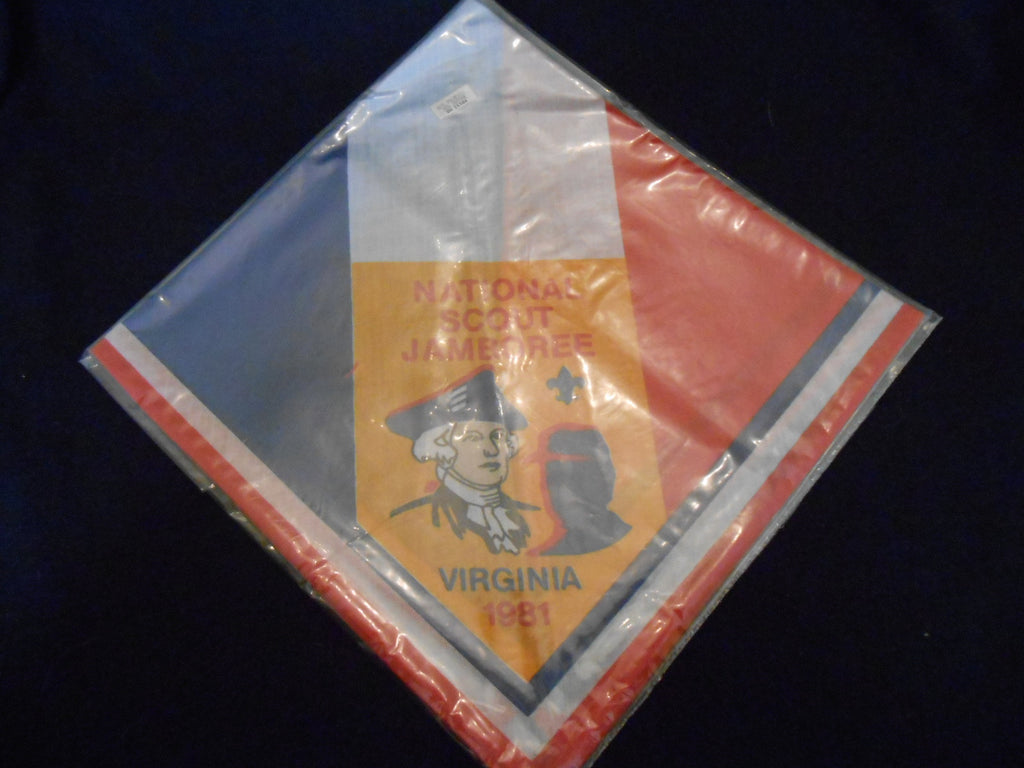 NATIONAL
SCOUT
JAMBOREE
VIRGINIA
1981